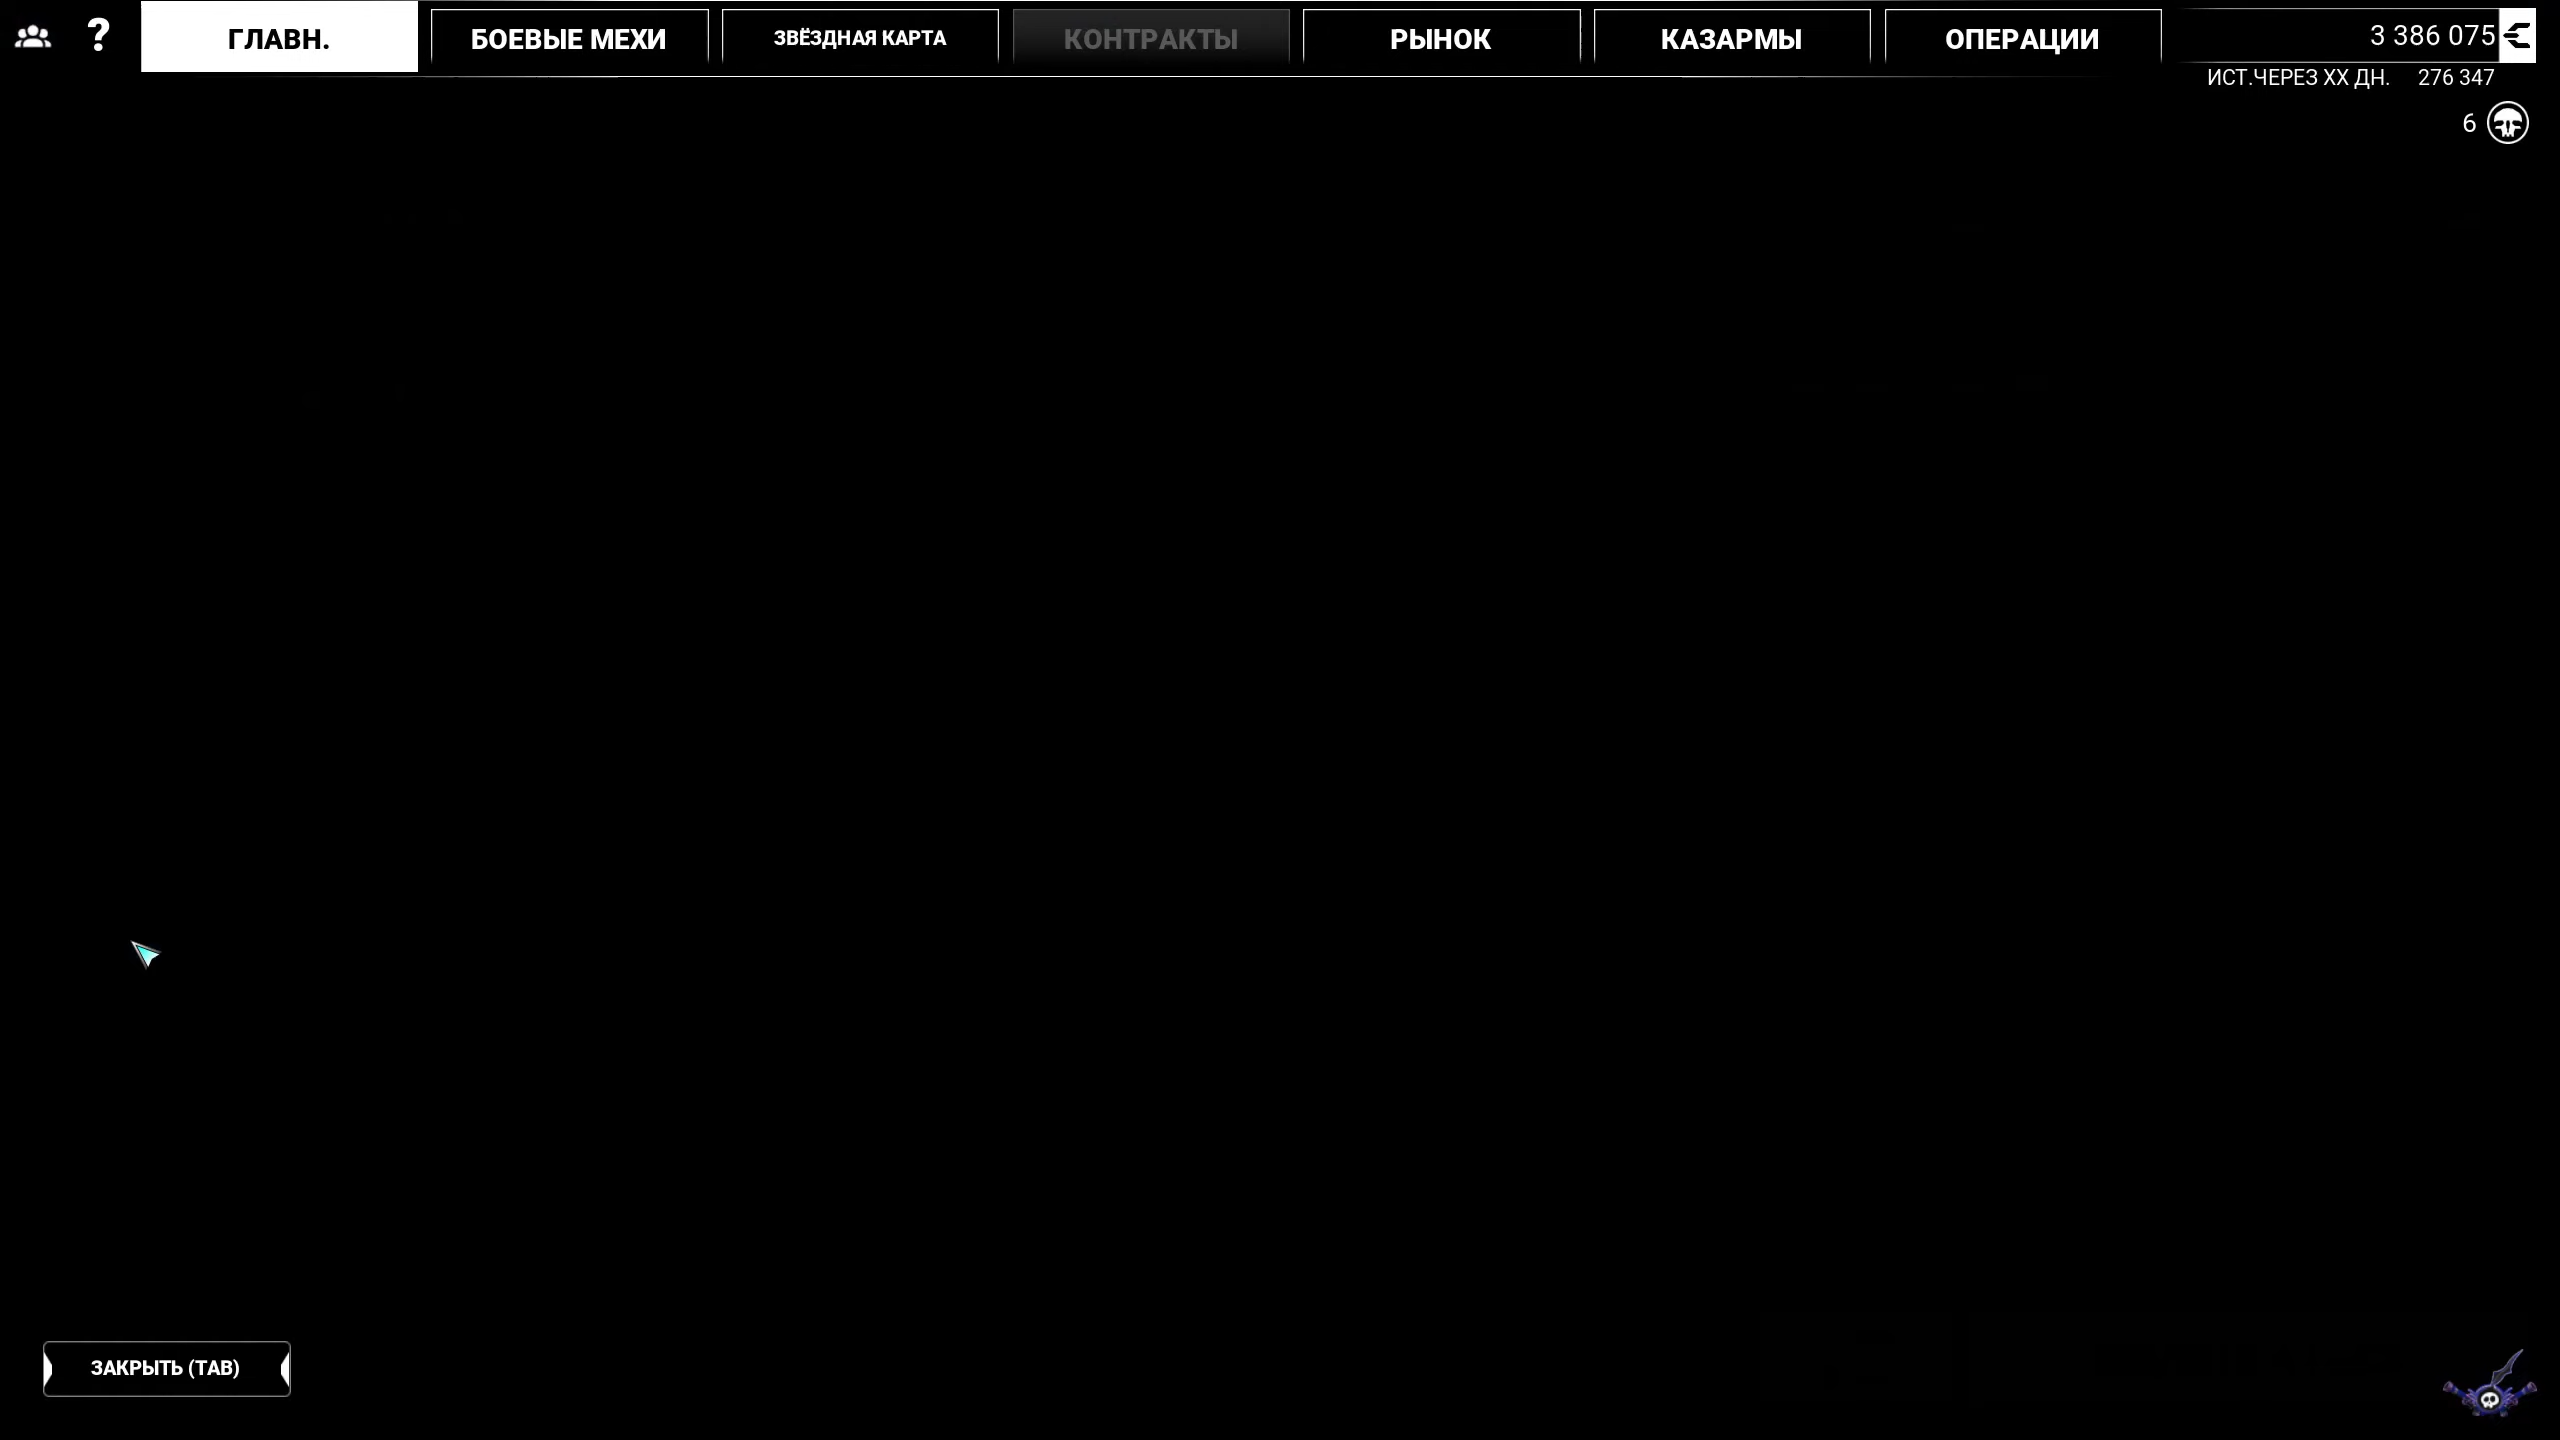 ?
ГЛАВН.
БОЕВЫЕ МЕХИ
ЗВЁЗДНАЯ КАРТА
КОНТРАКТЫ
РЫНОК
КАЗАРМЫ
ОПЕРАЦИИ
3 386 075
ИСТ.ЧЕРЕЗ XX ДН. 276 347
6
ЗАКРЫТЬ (TAB)